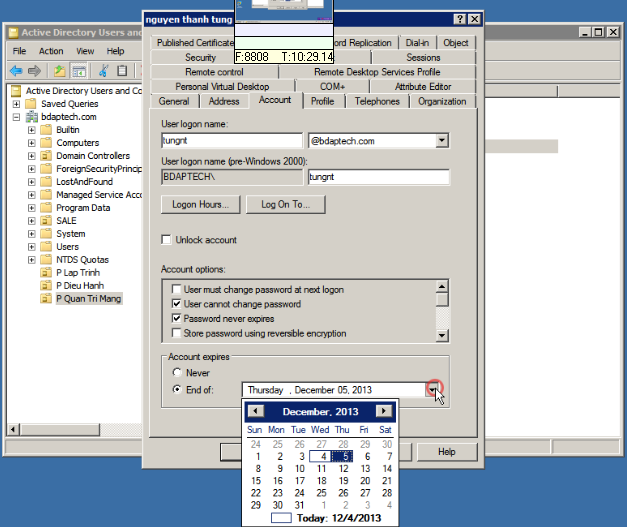 Active Directory Users and
nguyen thanh tung
F:8808 T:10:29.14
File Action View Help
Active Directory Users and Co
Saved Queries
bdaptech.com
Builtin
Computers
Domain Controllers
ForeignSecurityPrincip
LostAndFound
Managed Service Acco
Program Data
SALE
System
Users
NTDS Quotas
P Lap Trinh
P Dieu Hanh
P Quan Tri Mang
Published Certificate
ord Replication
Dial-in
Object
Security
Sessions
Remote control
Remote Desktop Services Profile
Personal Virtual Desktop
COM+
Attribute Editor
General
Address
Account
Profile
Telephones
Organization
User logon name:
tungnt
@bdaptech.com
User logon name (pre-Windows 2000):
BDAPTECH\
tungnt
Logon Hours...
Log On To...
Unlock account
Account options:
User must change password at next logon
User cannot change password
Password never expires
Store password using reversible encryption
Account expires
Never
End of:
Thursday , December 05, 2013
December, 2013
Sun Mon Tue Wed Thu Fri Sat
24 25 26 27 28 29 30
1 2 3 4 5 6 7
8 9 10 11 12 13 14
15 16 17 18 19 20 21
22 23 24 25 26 27 28
29 30 31 1 2 3 4
Today: 12/4/2013
Help